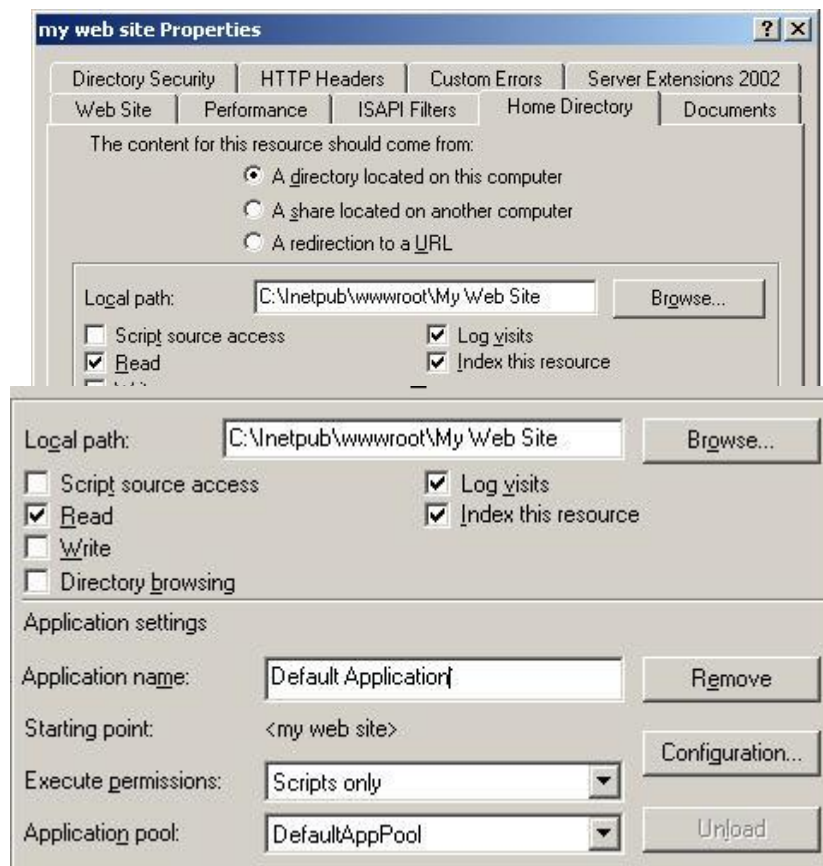 my web site Properties
Directory Security HTTP Headers Custom Errors Server Extensions 2002
Web Site Performance ISAPI Filters Home Directory Documents
The content for this resource should come from:
A directory located on this computer
A share located on another computer
A redirection to a URL
Local path: C:\Inetpub\wwwroot\My Web Site Browse...
Script source access Log visits
Read Index this resource
Local path: C:\Inetpub\wwwroot\My Web Site Browse...
Script source access Log visits
Read Index this resource
Write
Directory browsing
Application settings
Application name: Default Application Remove
Starting point: <my web site>
Configuration...
Execute permissions: Scripts only
Application pool: DefaultAppPool Unload